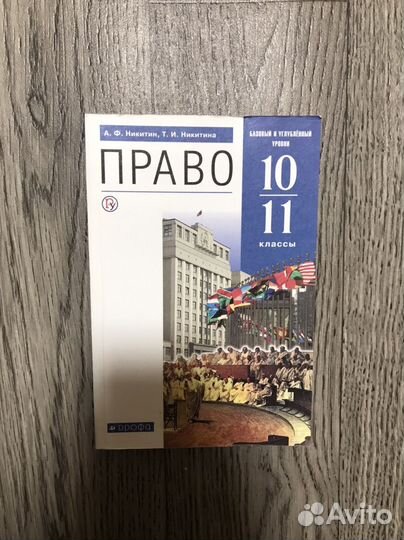 А. Ф. Никитин, Т. И. Никитина
ПРАВО
БАЗОВЫЙ И УГЛУБЛЁННЫЙ
УРОВНИ
10
11
классы
дрофа
Avito